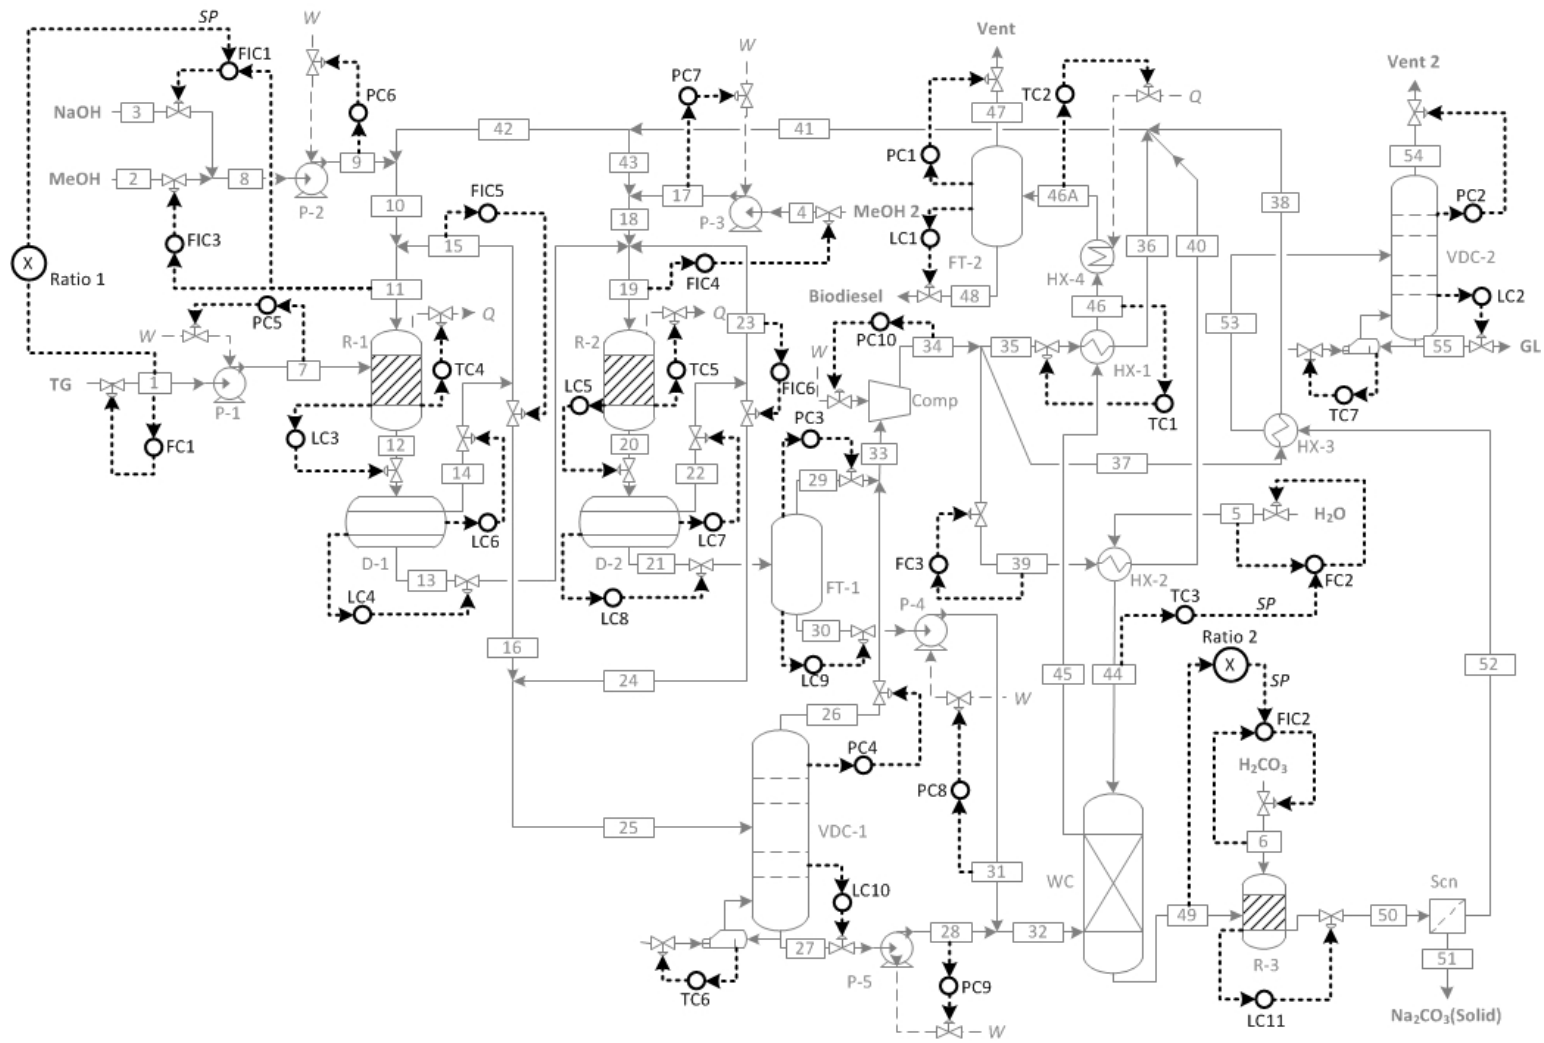 SP
W
FIC1
W
Vent
Vent 2
PC6
PC7
TC2
Q
NaOH
3
47
42
41
9
43
PC1
54
MeOH
2
8
P-2
17
46A
PC2
10
FIC5
18
P-3
4
MeOH 2
38
FIC3
15
LC1
36
40
VDC-2
X
Ratio 1
FIC4
FT-2
HX-4
11
19
Biodiesel
48
46
LC2
PC5
Q
Q
23
53
W
R-1
R-2
PC10
34
35
55
GL
7
W
HX-1
TG
1
TC4
LC5
TC5
FIC6
Comp
TC1
TC7
P-1
PC3
HX-3
LC3
12
20
33
FC1
14
22
29
37
5
H2O
LC6
LC7
D-1
D-2
21
FC3
39
HX-2
FC2
13
FT-1
TC3
SP
LC4
LC8
P-4
30
Ratio 2
16
LC9
45
44
X
52
24
W
SP
26
FIC2
PC4
H2CO3
PC8
25
VDC-1
6
31
WC
Scn
LC10
49
50
28
32
27
R-3
51
P-5
PC9
TC6
LC11
Na2CO3(Solid)
W